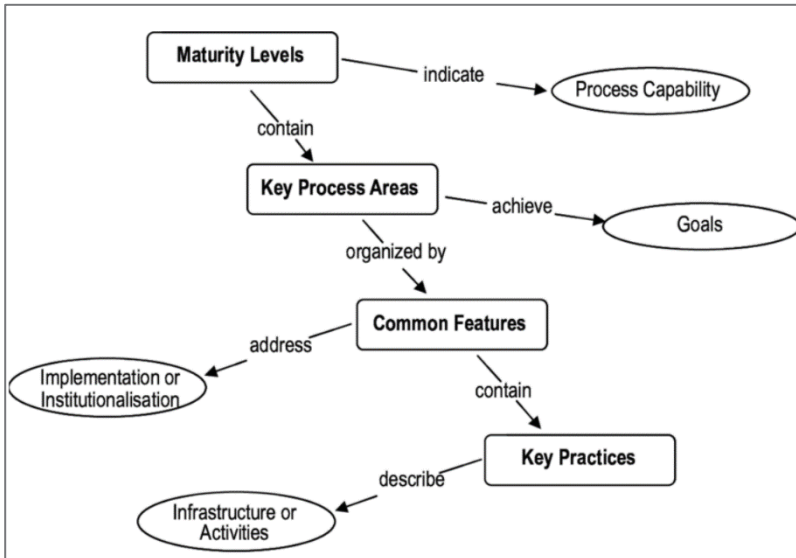 Maturity Levels
indicate
Process Capability
contain
Key Process Areas
achieve
Goals
organized by
Common Features
address
Implementation or
Institutionalisation
contain
Key Practices
describe
Infrastructure or
Activities